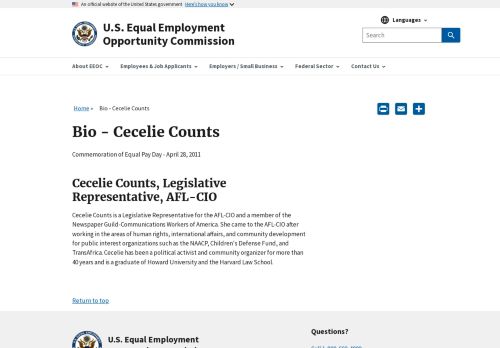 An official website of the United States government Here's how you know
U.S. Equal Employment
Opportunity Commission
Languages
Search
About EEOC
Employees & Job Applicants
Employers / Small Business
Federal Sector
Contact Us
Home » Bio - Cecelie Counts
Bio - Cecelie Counts
Commemoration of Equal Pay Day - April 28, 2011
Cecelie Counts, Legislative
Representative, AFL-CIO
Cecelie Counts is a Legislative Representative for the AFL-CIO and a member of the
Newspaper Guild-Communications Workers of America. She came to the AFL-CIO after
working in the areas of human rights, international affairs, and community development
for public interest organizations such as the NAACP, Children's Defense Fund, and
TransAfrica. Cecelie has been a political activist and community organizer for more than
40 years and is a graduate of Howard University and the Harvard Law School.
Return to top
U.S. Equal Employment
Questions?